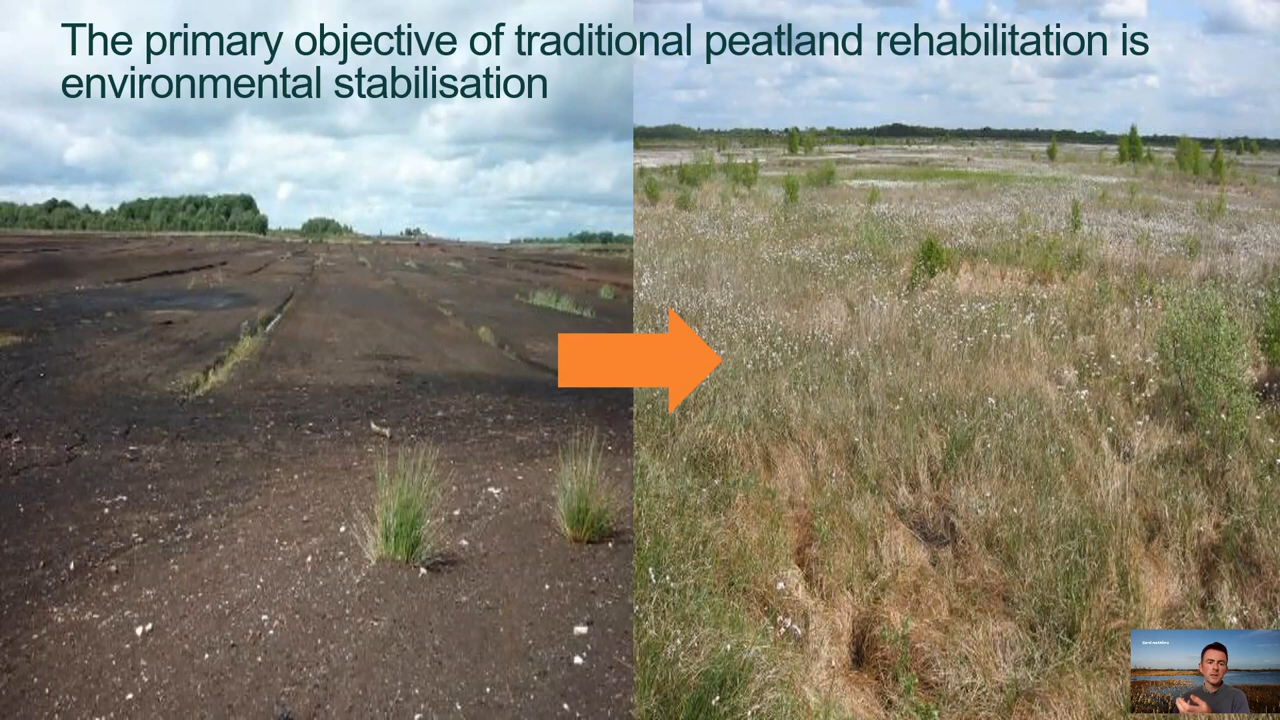 The primary objective of traditional peatland rehabilitation is
environmental stabilisation